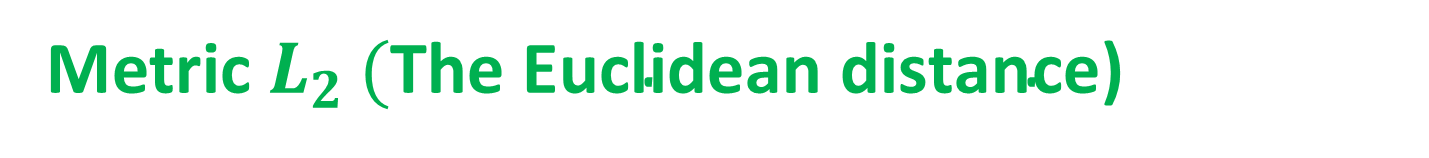 Metric L₂ (The Euclidean distance)